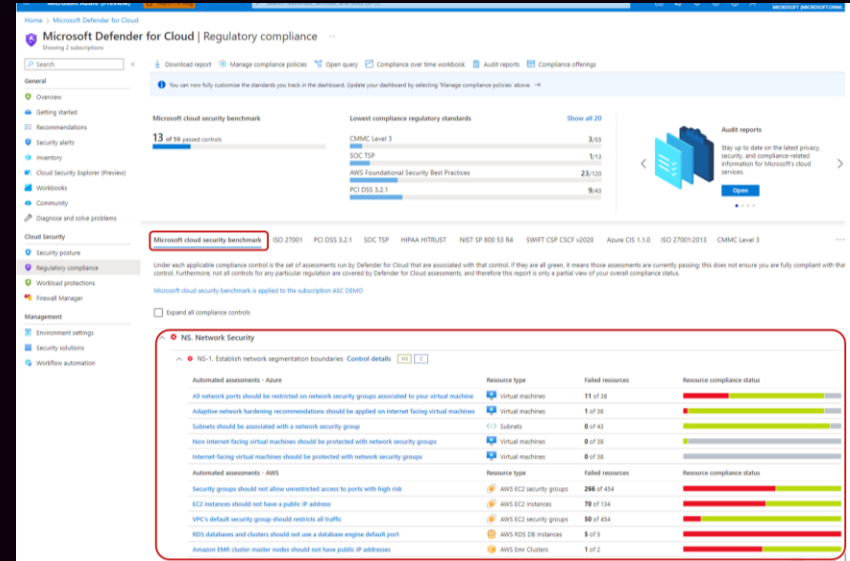 Microsoft Azure (Preview)
MICROSOFT (MICROSOFT.ONM...
Home > Microsoft Defender for Cloud
Microsoft Defender for Cloud | Regulatory compliance ...
Showing 2 subscriptions
Search
Download report Manage compliance policies Open query Compliance over time workbook Audit reports Compliance offerings
General
Overview
Getting started
Recommendations
Security alerts
Inventory
Cloud Security Explorer (Preview)
Workbooks
Community
Diagnose and solve problems
Cloud Security
Security posture
Regulatory compliance
Workload protections
Firewall Manager
Management
Environment settings
Security solutions
Workflow automation
You can now fully customize the standards you track in the dashboard. Update your dashboard by selecting 'Manage compliance policies' above. →
Microsoft cloud security benchmark
13 of 59 passed controls
Lowest compliance regulatory standards Show all 20
CMMC Level 3 3/55
SOC TSP 1/13
AWS Foundational Security Best Practices 23/120
PCI DSS 3.2.1 9/43
Audit reports
Stay up to date on the latest privacy,
security, and compliance-related
information for Microsoft's cloud
services.
Open
Microsoft cloud security benchmark ISO 27001 PCI DSS 3.2.1 SOC TSP HIPAA HITRUST NIST SP 800 53 R4 SWIFT CSP CSCF v2020 Azure CIS 1.1.0 ISO 27001:2013 CMMC Level 3 ...
Under each applicable compliance control is the set of assessments run by Defender for Cloud that are associated with that control. If they are all green, it means those assessments are currently passing; this does not ensure you are fully compliant with that
control. Furthermore, not all controls for any particular regulation are covered by Defender for Cloud assessments, and therefore this report is only a partial view of your overall compliance status.
Microsoft cloud security benchmark is applied to the subscription ASC DEMO
Expand all compliance controls
NS. Network Security
NS-1. Establish network segmentation boundaries Control details MS C
Automated assessments - Azure Resource type Failed resources Resource compliance status
All network ports should be restricted on network security groups associated to your virtual machine Virtual machines 11 of 38
Adaptive network hardening recommendations should be applied on internet facing virtual machines Virtual machines 1 of 38
Subnets should be associated with a network security group Subnets 0 of 43
Non-internet-facing virtual machines should be protected with network security groups Virtual machines 0 of 38
Internet-facing virtual machines should be protected with network security groups Virtual machines 0 of 38
Automated assessments - AWS Resource type Failed resources Resource compliance status
Security groups should not allow unrestricted access to ports with high risk AWS EC2 security groups 266 of 454
EC2 instances should not have a public IP address AWS EC2 instances 70 of 134
VPC's default security group should restricts all traffic AWS EC2 security groups 50 of 454
RDS databases and clusters should not use a database engine default port AWS RDS DB instances 5 of 5
Amazon EMR cluster master nodes should not have public IP addresses AWS Emr Clusters 1 of 2